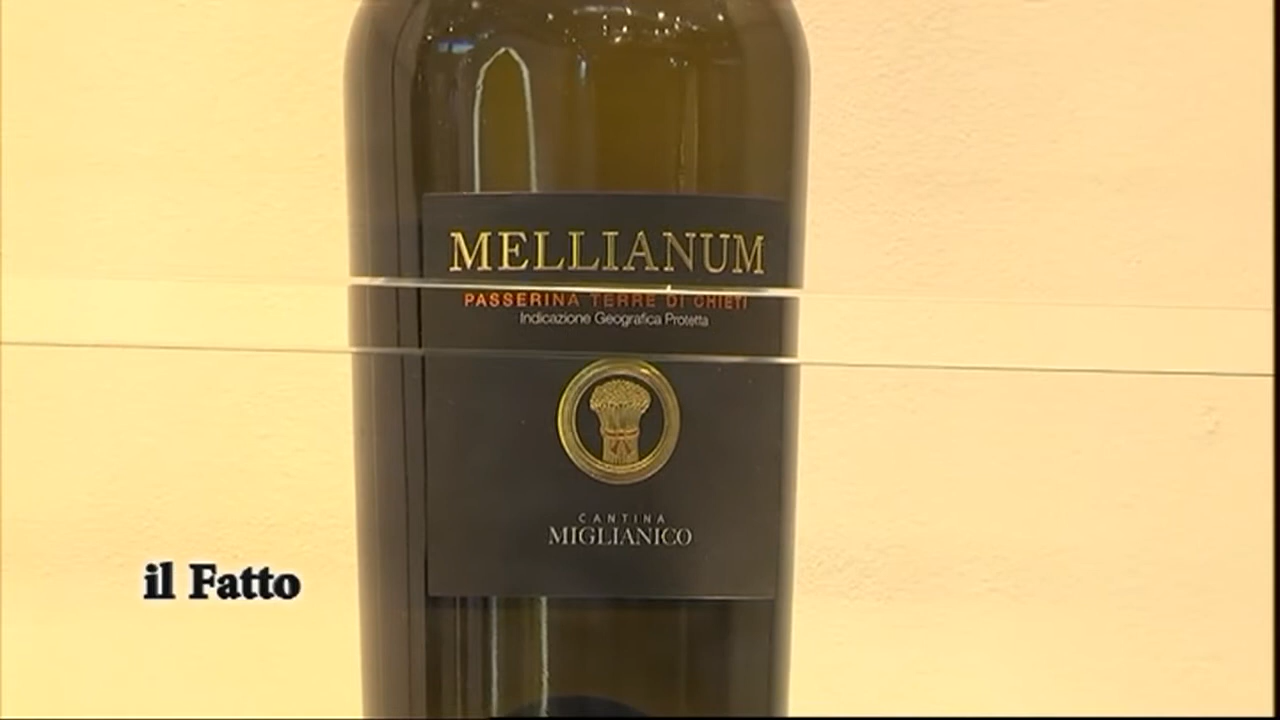 MELLIANUM
PASSERINA TERRE DI CHIETI
Indicazione Geografica Protetta
CANTINA
MIGLIANICO
il Fatto